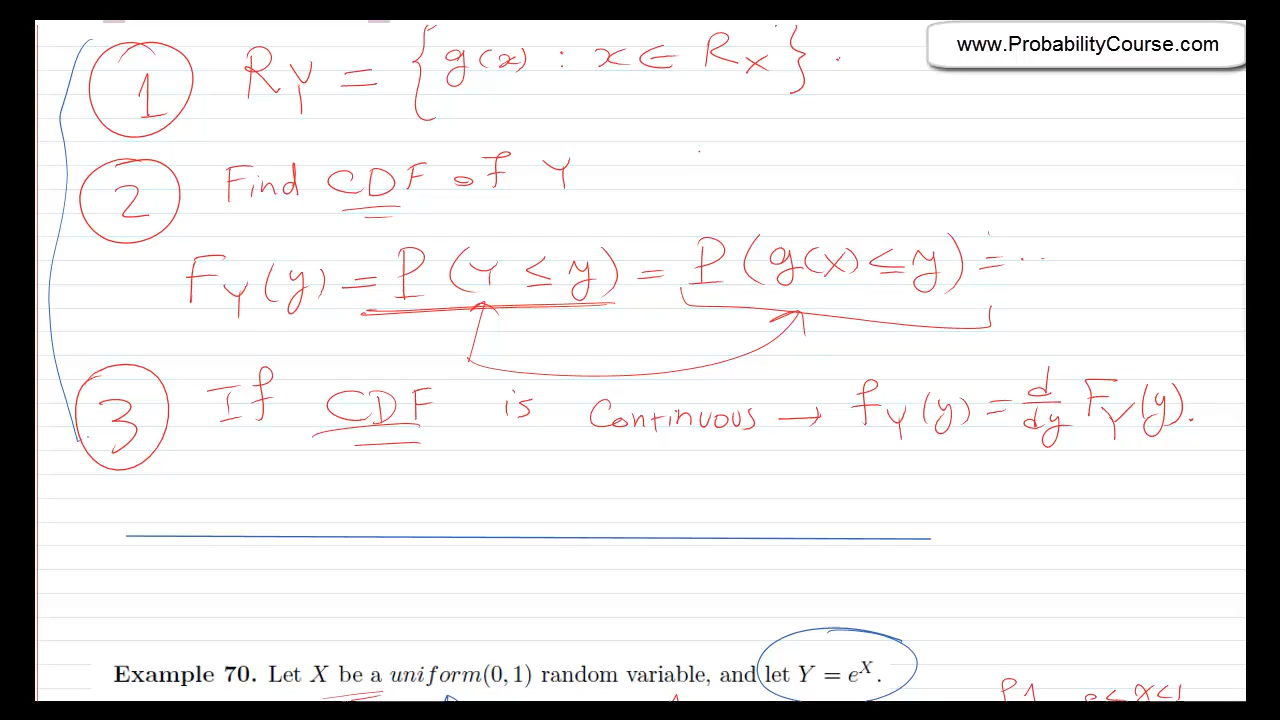 www.ProbabilityCourse.com
1 R_Y = { g(x) : x ∈ R_X } .
2 Find CDF of Y
F_Y(y) = P(Y ≤ y) = P(g(X) ≤ y) = ...
3 If CDF is Continuous → f_Y(y) = d/dy F_Y(y).
Example 70. Let X be a uniform(0, 1) random variable, and let Y = e^X.